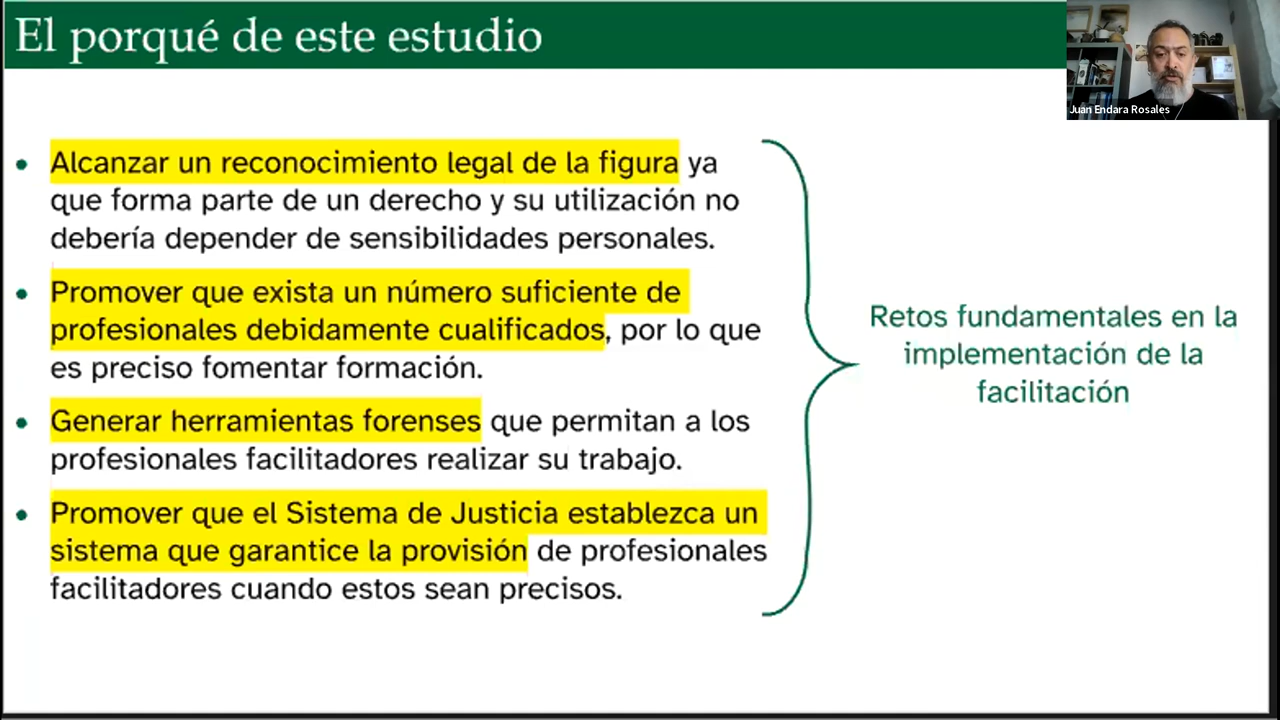 El porqué de este estudio
Juan Endara Rosales
• Alcanzar un reconocimiento legal de la figura ya
que forma parte de un derecho y su utilización no
debería depender de sensibilidades personales.
• Promover que exista un número suficiente de
profesionales debidamente cualificados, por lo que
es preciso fomentar formación.
• Generar herramientas forenses que permitan a los
profesionales facilitadores realizar su trabajo.
• Promover que el Sistema de Justicia establezca un
sistema que garantice la provisión de profesionales
facilitadores cuando estos sean precisos.
Retos fundamentales en la
implementación de la
facilitación